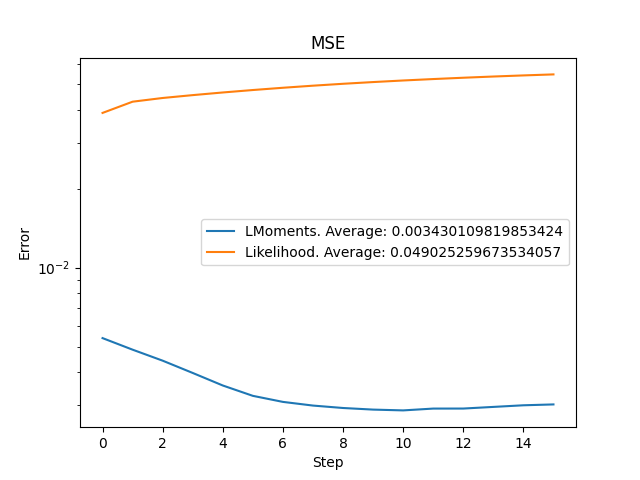 MSE
Error
10⁻²
LMoments. Average: 0.003430109819853424
Likelihood. Average: 0.049025259673534057
0 2 4 6 8 10 12 14
Step